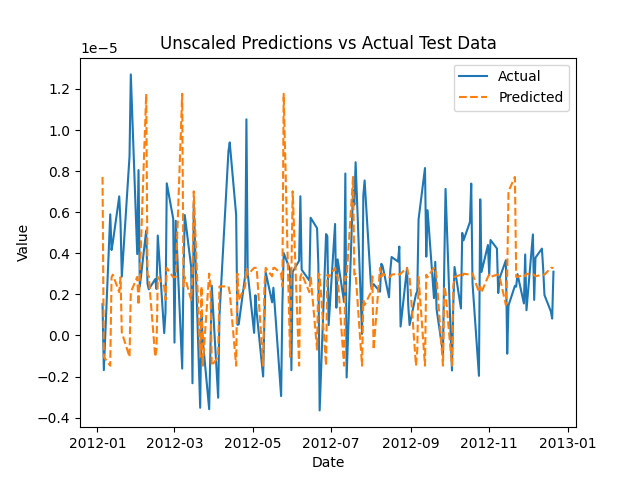 Unscaled Predictions vs Actual Test Data
1e−5
Actual
Predicted
1.2
1.0
0.8
0.6
0.4
0.2
0.0
−0.2
−0.4
Value
2012-01 2012-03 2012-05 2012-07 2012-09 2012-11 2013-01
Date